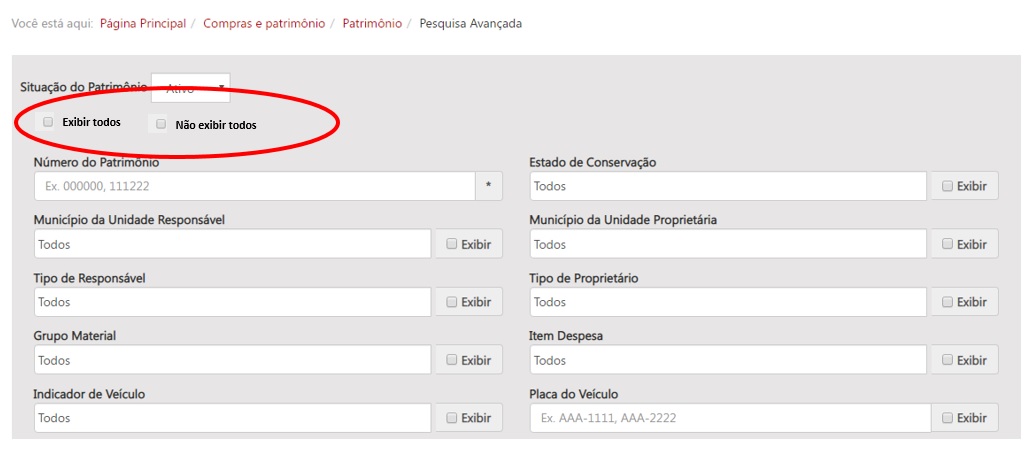 Você está aqui: Página Principal / Compras e patrimônio / Patrimônio / Pesquisa Avançada
Situação do Patrimônio Ativo
Exibir todos Não exibir todos
Número do Patrimônio Estado de Conservação
Ex. 000000, 111222 * Todos Exibir
Município da Unidade Responsável Município da Unidade Proprietária
Todos Exibir Todos Exibir
Tipo de Responsável Tipo de Proprietário
Todos Exibir Todos Exibir
Grupo Material Item Despesa
Todos Exibir Todos Exibir
Indicador de Veículo Placa do Veículo
Todos Exibir Ex. AAA-1111, AAA-2222 Exibir